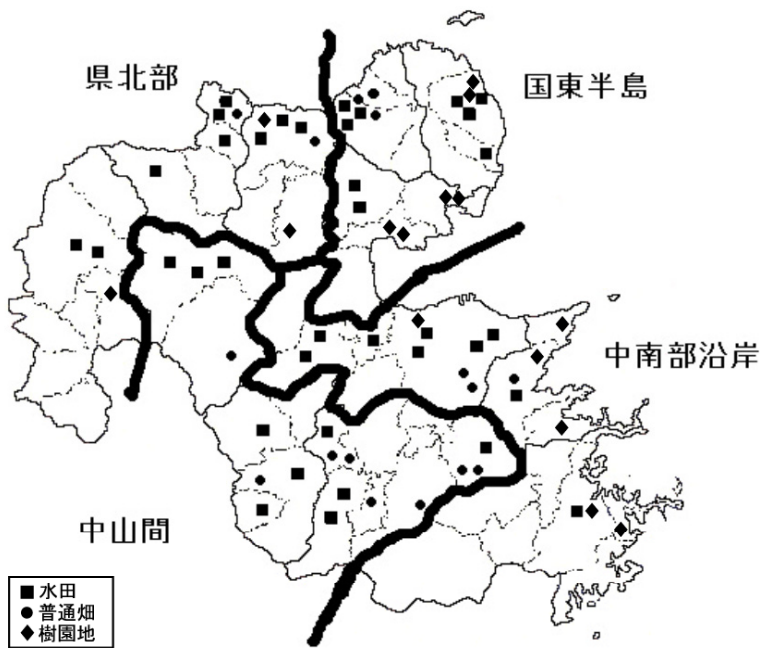 県北部
国東半島
中南部沿岸
中山間
■ 水田
● 普通畑
◆ 樹園地